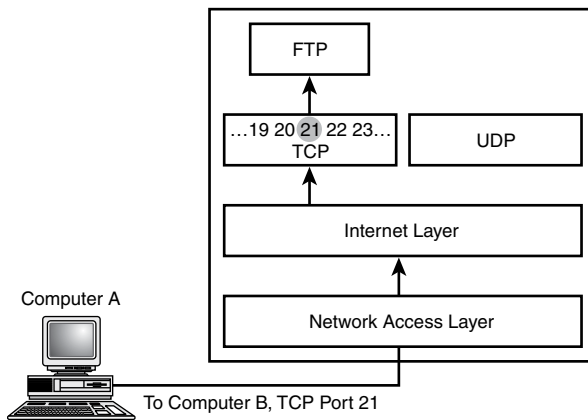 FTP
…19 20 21 22 23…
TCP
UDP
Internet Layer
Network Access Layer
Computer A
To Computer B, TCP Port 21